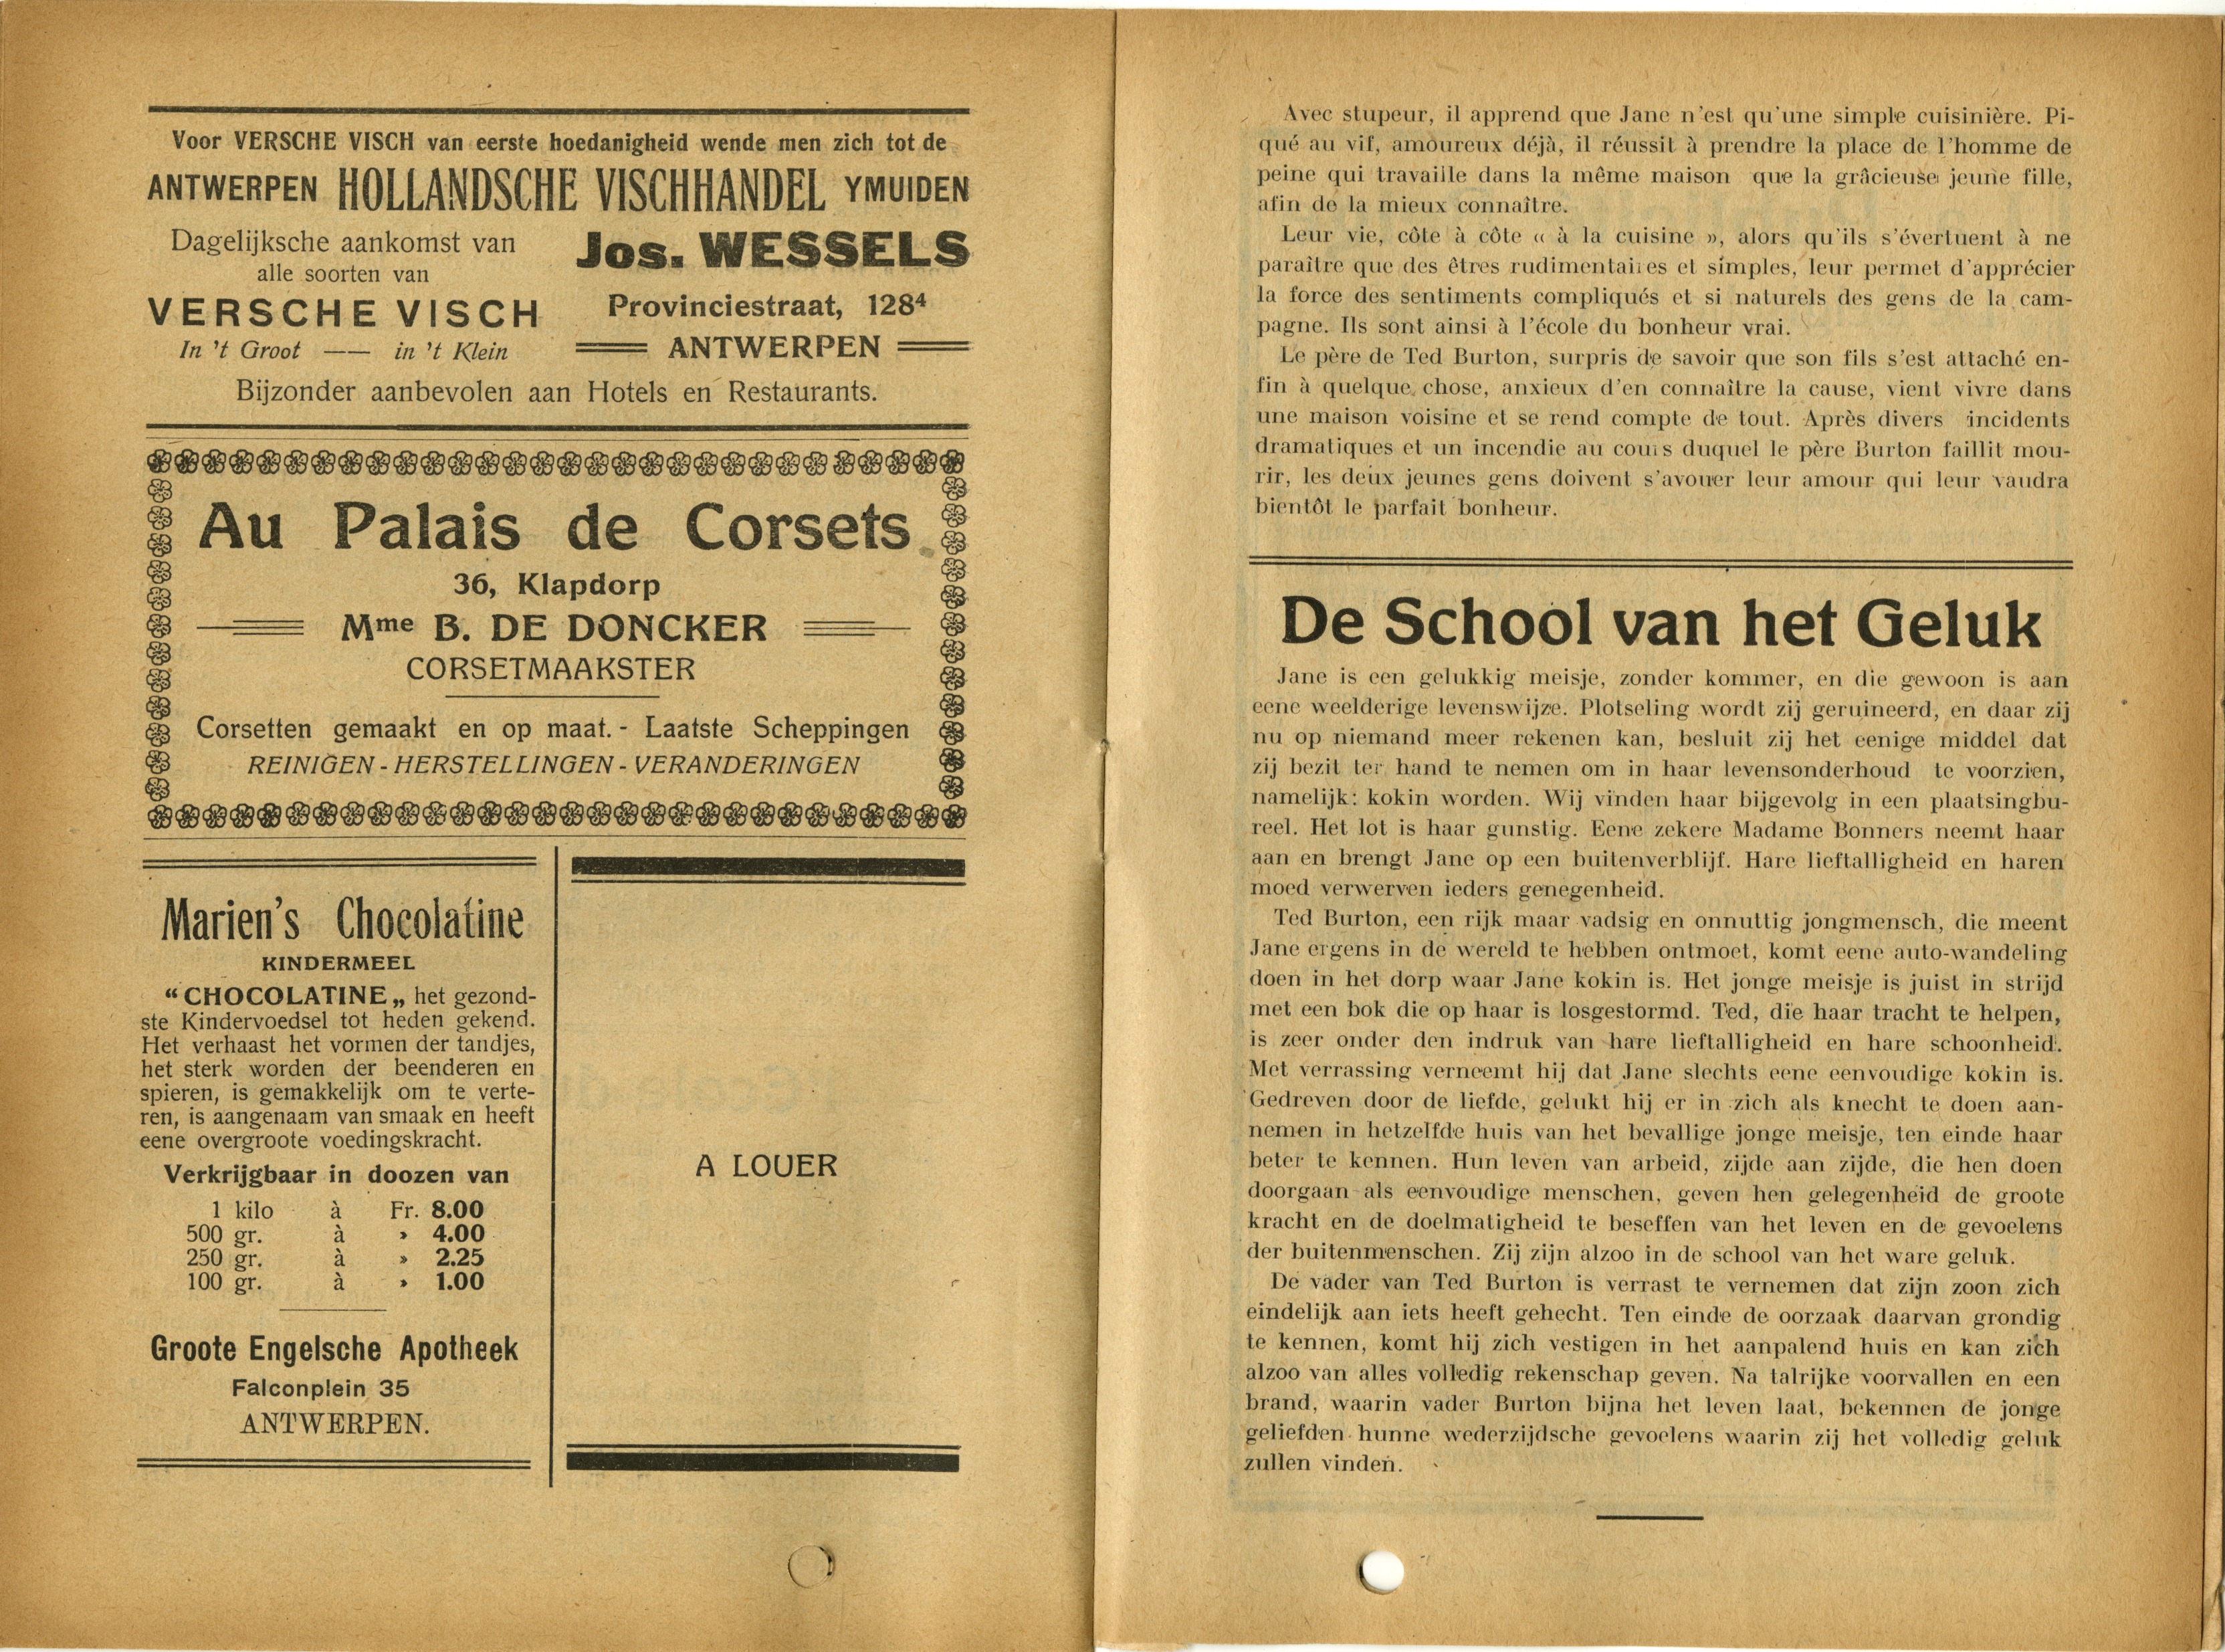 Voor VERSCHE VISCH van eerste hoedanigheid wende men zich tot de
ANTWERPEN HOLLANDSCHE VISCHHANDEL YMUIDEN
Dagelijksche aankomst van
alle soorten van
VERSCHE VISCH
In 't Groot —— in 't Klein
Jos. WESSELS
Provinciestraat, 128⁴
ANTWERPEN
Bijzonder aanbevolen aan Hotels en Restaurants.
Au Palais de Corsets
36, Klapdorp
Mme B. DE DONCKER
CORSETMAAKSTER
Corsetten gemaakt en op maat. - Laatste Scheppingen
REINIGEN - HERSTELLINGEN - VERANDERINGEN
Marien's Chocolatine
KINDERMEEL
“ CHOCOLATINE „ het gezond-
ste Kindervoedsel tot heden gekend.
Het verhaast het vormen der tandjes,
het sterk worden der beenderen en
spieren, is gemakkelijk om te verte-
ren, is aangenaam van smaak en heeft
eene overgroote voedingskracht.
Verkrijgbaar in doozen van
1 kilo à Fr. 8.00
500 gr. à » 4.00
250 gr. à » 2.25
100 gr. à » 1.00
Groote Engelsche Apotheek
Falconplein 35
ANTWERPEN.
A LOUER
Avec stupeur, il apprend que Jane n'est qu'une simple cuisinière. Pi-
qué au vif, amoureux déjà, il réussit à prendre la place de l'homme de
peine qui travaille dans la même maison que la grâcieuse jeune fille,
afin de la mieux connaître.
Leur vie, côte à côte « à la cuisine », alors qu'ils s'évertuent à ne
paraître que des êtres rudimentaires et simples, leur permet d'apprécier
la force des sentiments compliqués et si naturels des gens de la cam-
pagne. Ils sont ainsi à l'école du bonheur vrai.
Le père de Ted Burton, surpris de savoir que son fils s'est attaché en-
fin à quelque chose, anxieux d'en connaître la cause, vient vivre dans
une maison voisine et se rend compte de tout. Après divers incidents
dramatiques et un incendie au cours duquel le père Burton faillit mou-
rir, les deux jeunes gens doivent s'avouer leur amour qui leur vaudra
bientôt le parfait bonheur.
De School van het Geluk
Jane is een gelukkig meisje, zonder kommer, en die gewoon is aan
eene weelderige levenswijze. Plotseling wordt zij geruineerd, en daar zij
nu op niemand meer rekenen kan, besluit zij het eenige middel dat
zij bezit ter hand te nemen om in haar levensonderhoud te voorzien,
namelijk: kokin worden. Wij vinden haar bijgevolg in een plaatsingbu-
reel. Het lot is haar gunstig. Eene zekere Madame Bonners neemt haar
aan en brengt Jane op een buitenverblijf. Hare lieftalligheid en haren
moed verwerven ieders genegenheid.
Ted Burton, een rijk maar vadsig en onnuttig jongmensch, die meent
Jane ergens in de wereld te hebben ontmoet, komt eene auto-wandeling
doen in het dorp waar Jane kokin is. Het jonge meisje is juist in strijd
met een bok die op haar is losgestormd. Ted, die haar tracht te helpen,
is zeer onder den indruk van hare lieftalligheid en hare schoonheid.
Met verrassing verneemt hij dat Jane slechts eene eenvoudige kokin is.
Gedreven door de liefde, gelukt hij er in zich als knecht te doen aan-
nemen in hetzelfde huis van het bevallige jonge meisje, ten einde haar
beter te kennen. Hun leven van arbeid, zijde aan zijde, die hen doen
doorgaan als eenvoudige menschen, geven hen gelegenheid de groote
kracht en de doelmatigheid te beseffen van het leven en de gevoelens
der buitenmenschen. Zij zijn alzoo in de school van het ware geluk.
De vader van Ted Burton is verrast te vernemen dat zijn zoon zich
eindelijk aan iets heeft gehecht. Ten einde de oorzaak daarvan grondig
te kennen, komt hij zich vestigen in het aanpalend huis en kan zich
alzoo van alles volledig rekenschap geven. Na talrijke voorvallen en een
brand, waarin vader Burton bijna het leven laat, bekennen de jonge
geliefden hunne wederzijdsche gevoelens waarin zij het volledig geluk
zullen vinden.